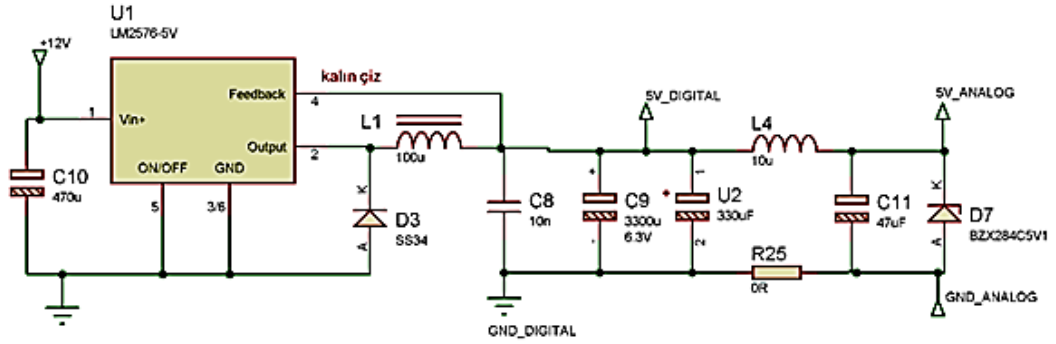 U1
LM2576-5V
+12V
kalın çiz
Feedback
4
1
Vin+
Output
2
ON/OFF
GND
5
3/6
C10
470u
L1
100u
K
D3
SS34
A
C8
10n
+
C9
3300u
6.3V
-
5V_DIGITAL
1
U2
330uF
2
L4
10u
5V_ANALOG
C11
47uF
K
D7
BZX284C5V1
A
R25
0R
GND_DIGITAL
GND_ANALOG